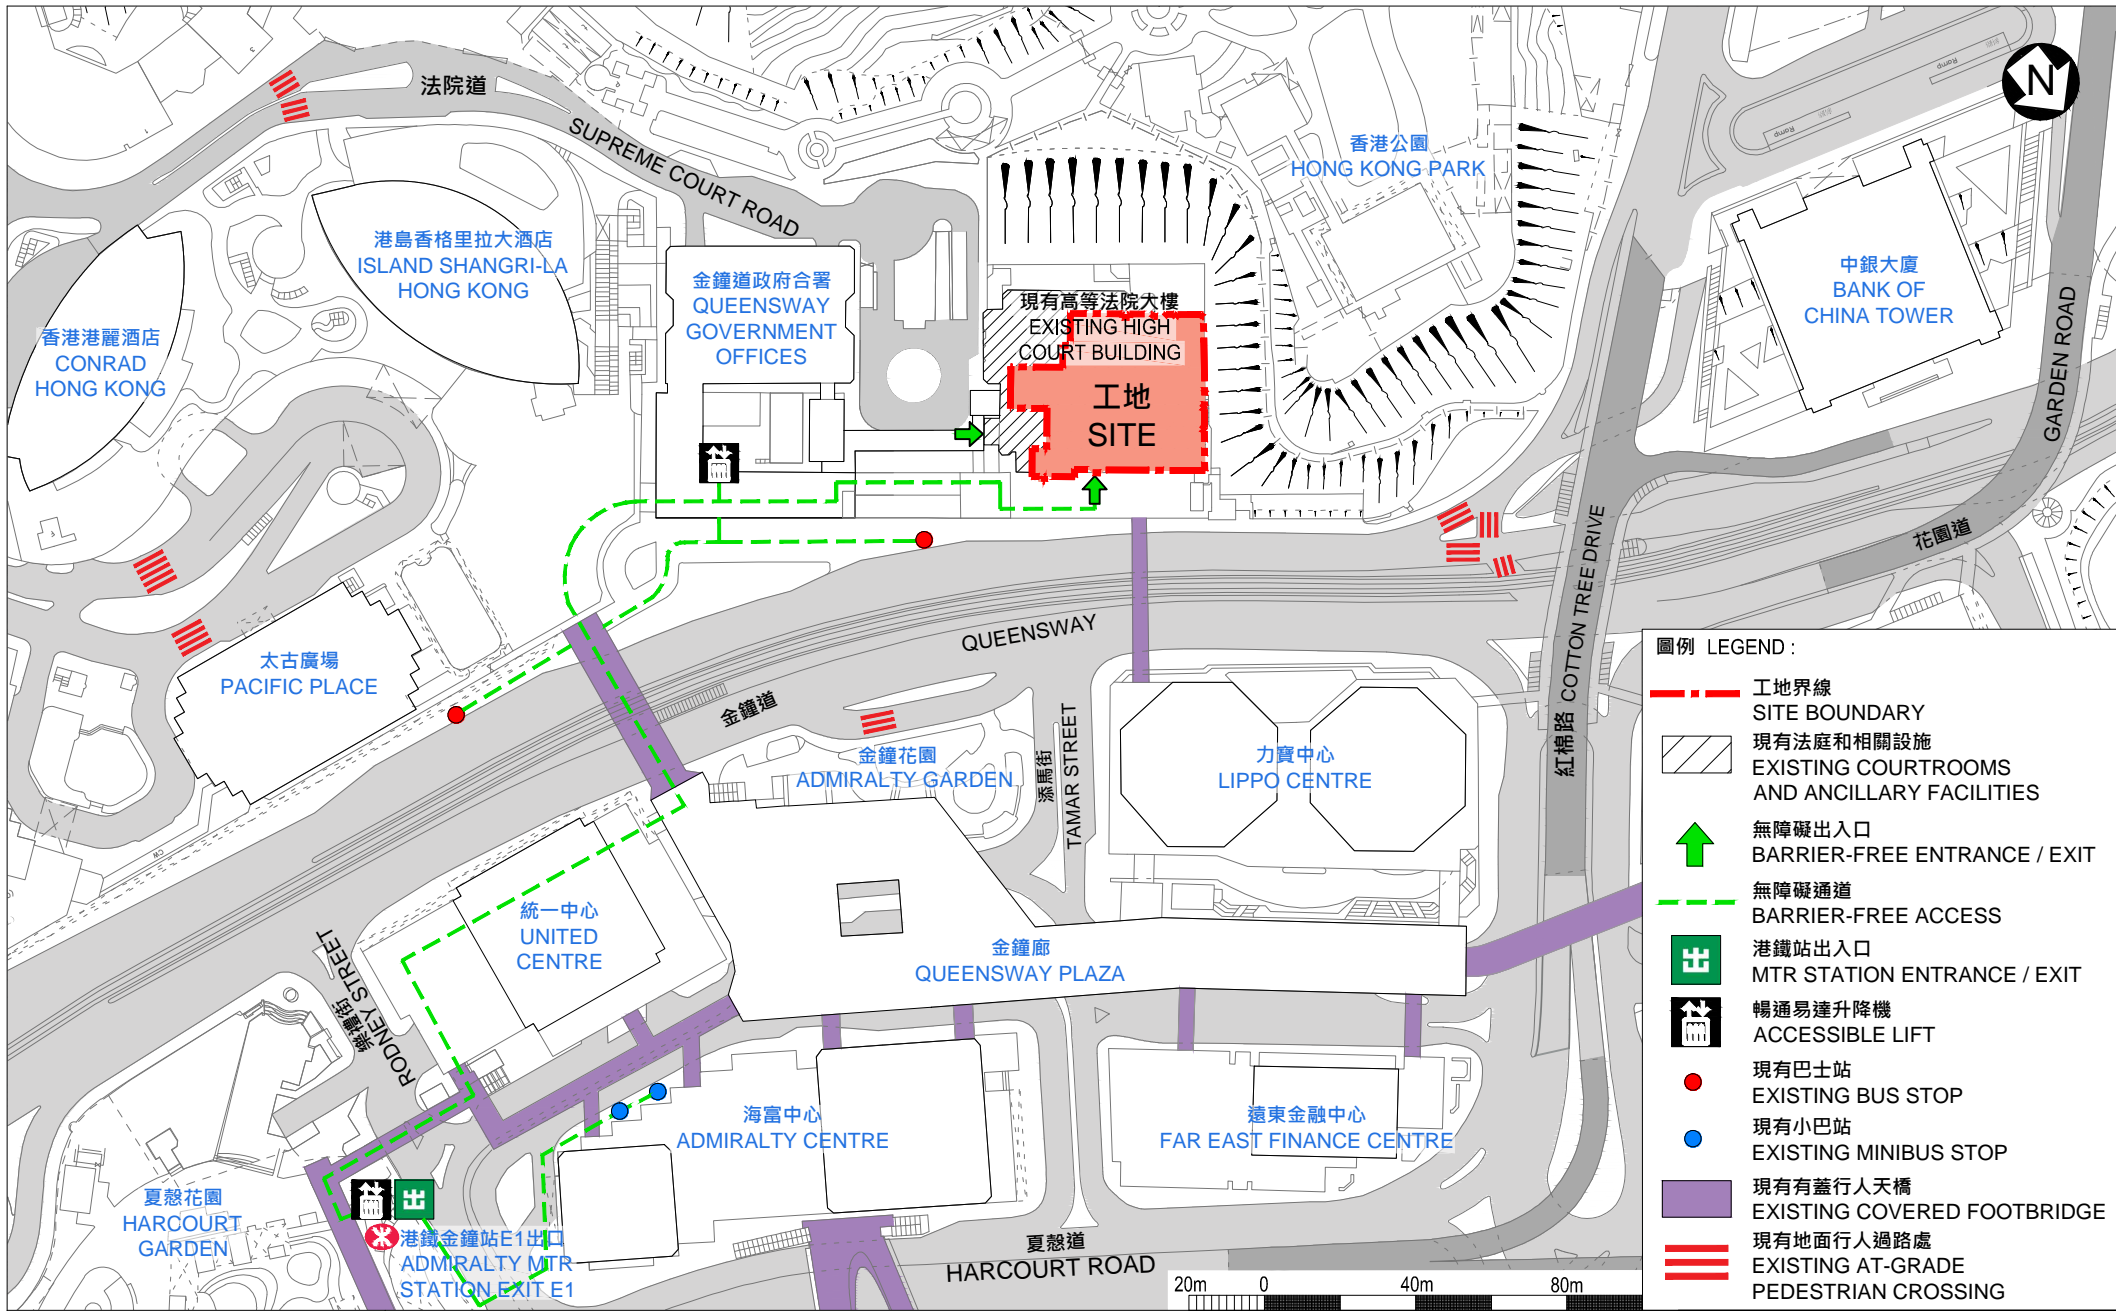 法院道
SUPREME COURT ROAD
香港公園
HONG KONG PARK
N
Ramp
Ramp
港島香格里拉大酒店
ISLAND SHANGRI-LA
HONG KONG
金鐘道政府合署
QUEENSWAY
GOVERNMENT
OFFICES
現有高等法院大樓
EXISTING HIGH
COURT BUILDING
工地
SITE
中銀大廈
BANK OF
CHINA TOWER
香港港麗酒店
CONRAD
HONG KONG
GARDEN ROAD
花園道
太古廣場
PACIFIC PLACE
QUEENSWAY
金鐘道
紅棉路 COTTON TREE DRIVE
金鐘花園
ADMIRALTY GARDEN
添馬街
TAMAR STREET
力寶中心
LIPPO CENTRE
統一中心
UNITED
CENTRE
金鐘廊
QUEENSWAY PLAZA
樂禮街
RODNEY STREET
海富中心
ADMIRALTY CENTRE
遠東金融中心
FAR EAST FINANCE CENTRE
夏慤花園
HARCOURT
GARDEN
港鐵金鐘站E1出口
ADMIRALTY MTR
STATION EXIT E1
夏慤道
HARCOURT ROAD
20m 0 40m 80m
圖例 LEGEND :
工地界線
SITE BOUNDARY
現有法庭和相關設施
EXISTING COURTROOMS
AND ANCILLARY FACILITIES
無障礙出入口
BARRIER-FREE ENTRANCE / EXIT
無障礙通道
BARRIER-FREE ACCESS
港鐵站出入口
MTR STATION ENTRANCE / EXIT
暢通易達升降機
ACCESSIBLE LIFT
現有巴士站
EXISTING BUS STOP
現有小巴站
EXISTING MINIBUS STOP
現有有蓋行人天橋
EXISTING COVERED FOOTBRIDGE
現有地面行人過路處
EXISTING AT-GRADE
PEDESTRIAN CROSSING
出
出